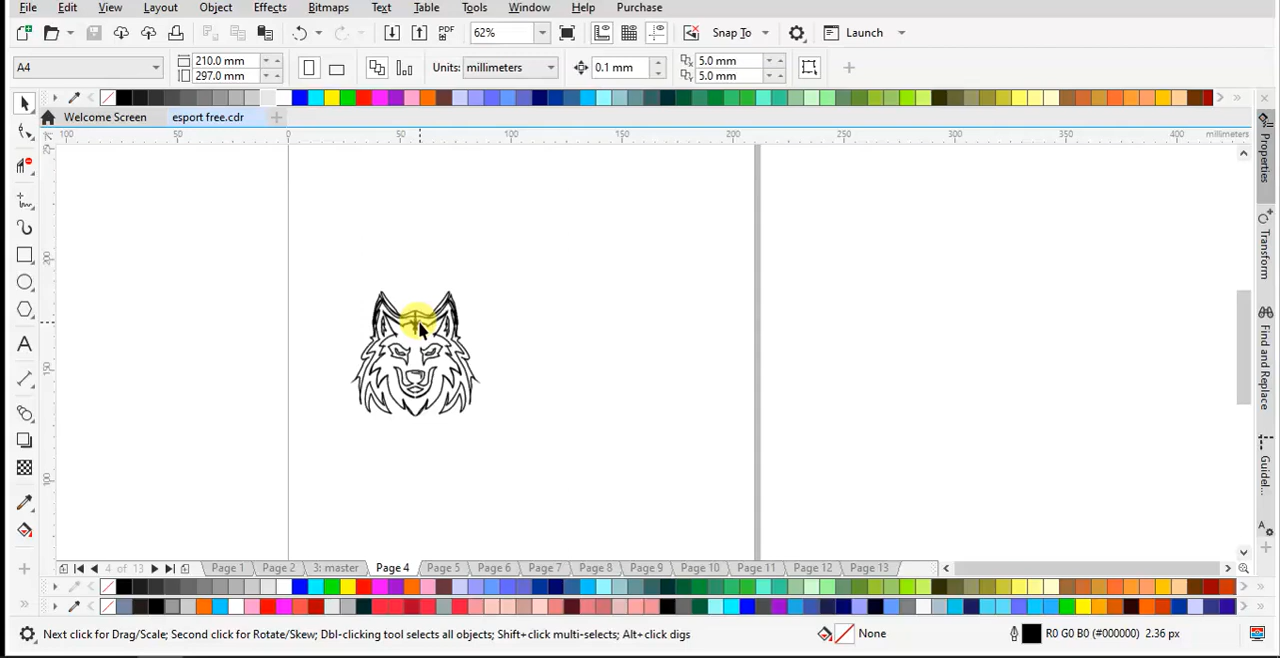 File Edit View Layout Object Effects Bitmaps Text Table Tools Window Help Purchase
PDF 62% Snap To Launch
A4 210.0 mm 297.0 mm Units: millimeters 0.1 mm 5.0 mm 5.0 mm
Welcome Screen esport free.cdr
100 50 0 50 100 150 200 250 300 350 400 millimeters
200
150
100
Properties
Transform
Find and Replace
Guidel...
4 of 13 Page 1 Page 2 3: master Page 4 Page 5 Page 6 Page 7 Page 8 Page 9 Page 10 Page 11 Page 12 Page 13
Next click for Drag/Scale; Second click for Rotate/Skew; Dbl-clicking tool selects all objects; Shift+click multi-selects; Alt+click digs None R0 G0 B0 (#000000) 2.36 px